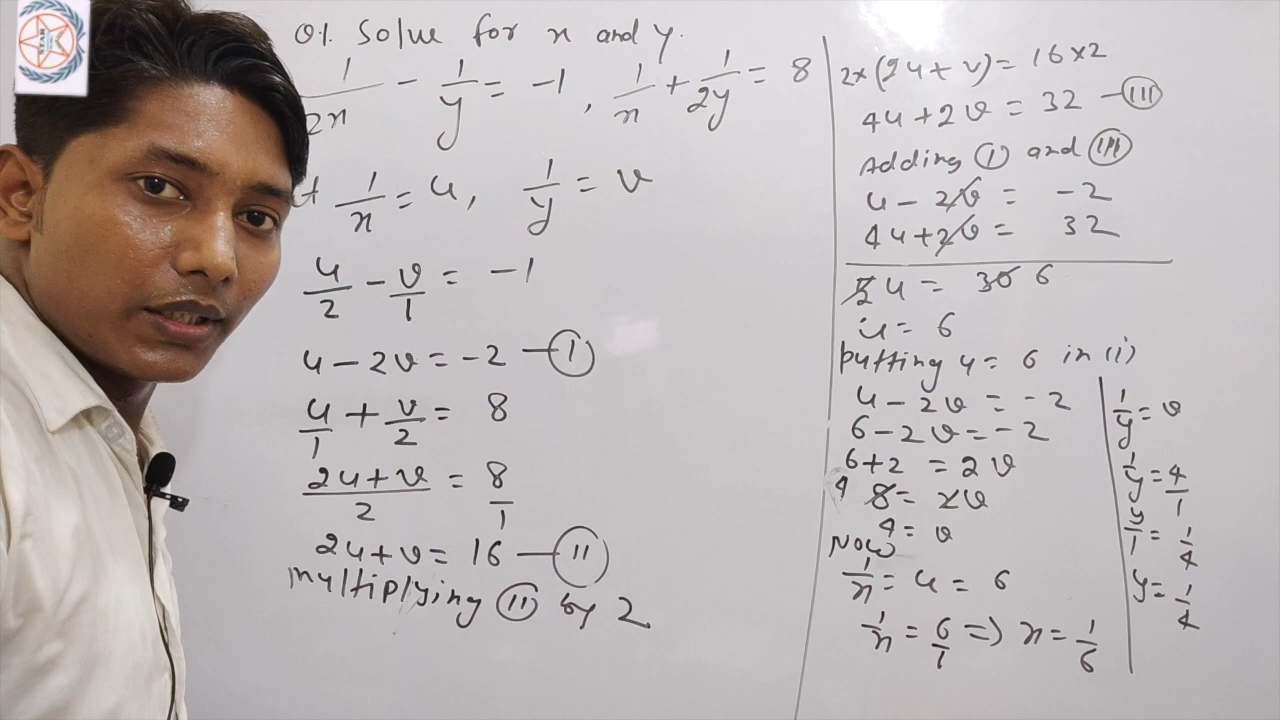 Q1. Solve for x and y.
1/2x - 1/y = -1, 1/x + 1/2y = 8
1/x = u, 1/y = v
u/2 - v/1 = -1
u - 2v = -2 — (I)
u/1 + v/2 = 8
2u+v/2 = 8/1
2u+v = 16 — (II)
Multiplying (II) by 2
2×(2u+v) = 16×2
4u+2v = 32 — (III)
Adding (I) and (III)
u - 2v = -2
4u+2v = 32
5u = 30 6
u = 6
Putting u = 6 in (i)
u - 2v = -2
6 - 2v = -2
6+2 = 2v
4 8 = 2v
4 = v
Now
1/x = u = 6
1/x = 6/1 => x = 1/6
1/y = v
1/y = 4/1
y/1 = 1/4
y = 1/4